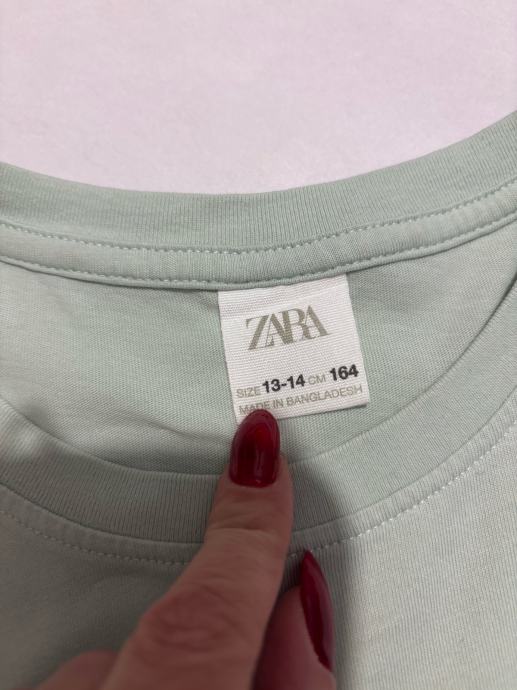 ZARA
SIZE 13-14 CM 164
MADE IN BANGLADESH